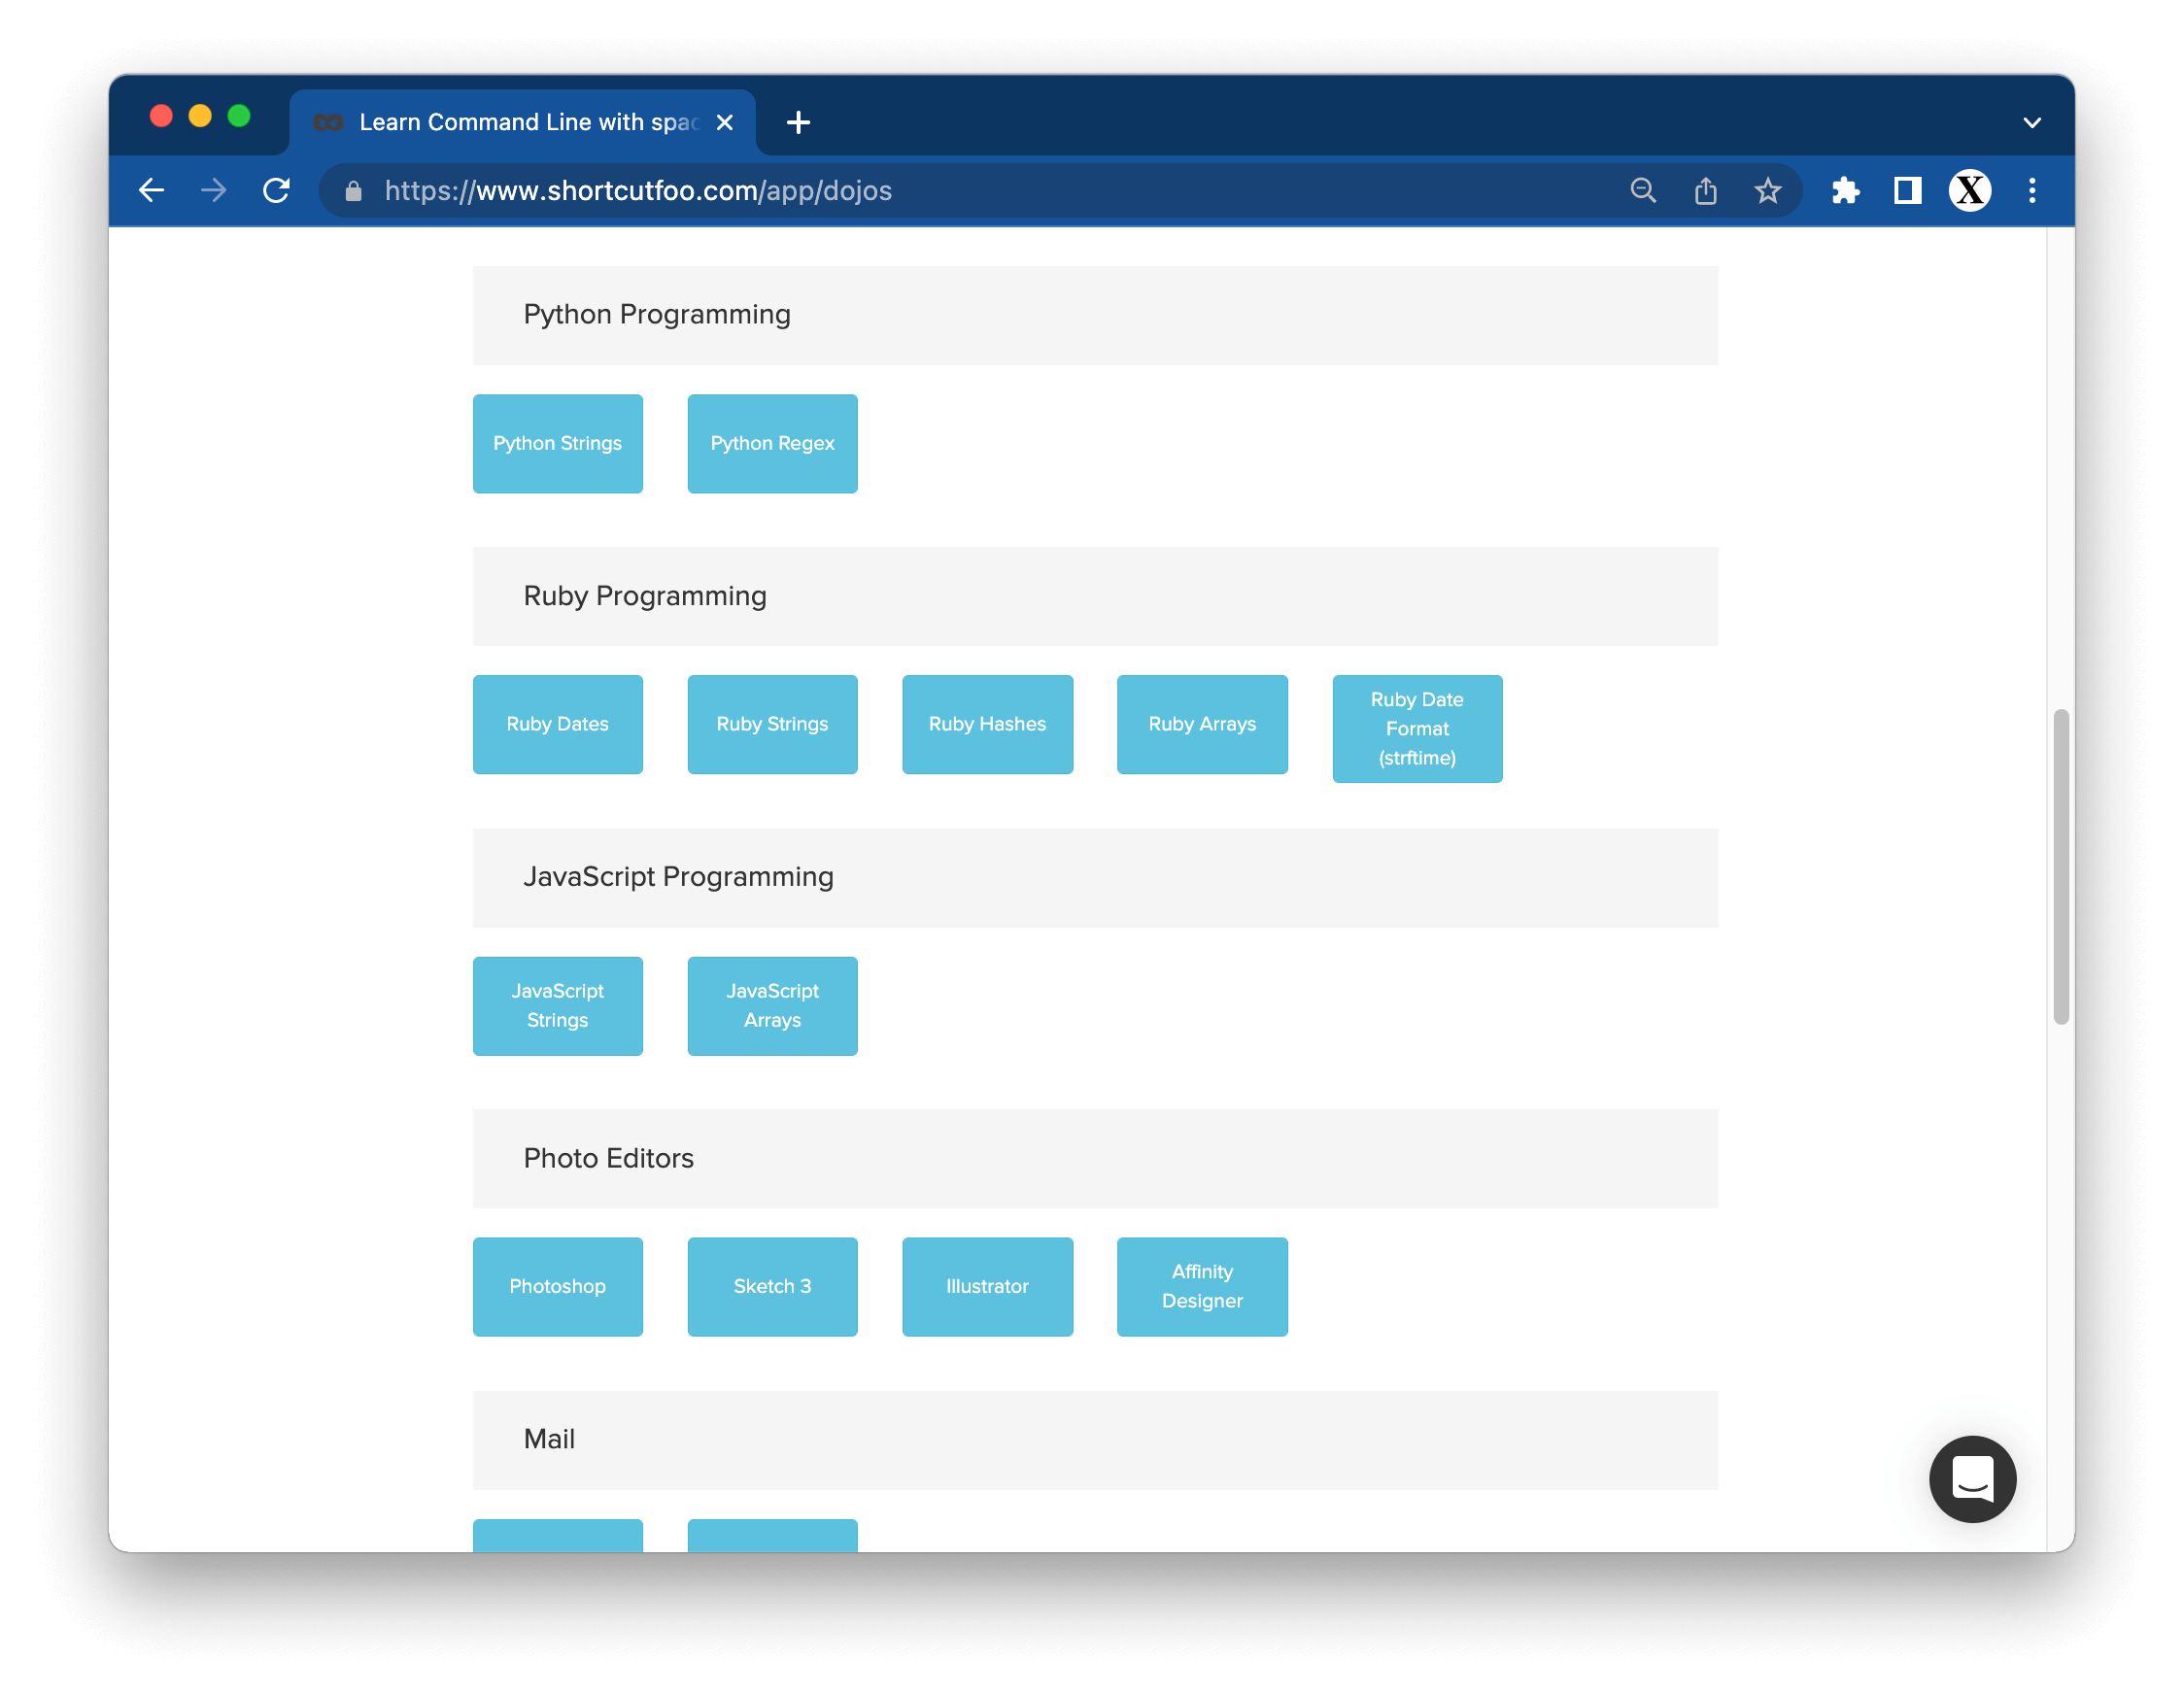 Learn Command Line with spac
https://www.shortcutfoo.com/app/dojos
X
Python Programming
Python Strings
Python Regex
Ruby Programming
Ruby Dates
Ruby Strings
Ruby Hashes
Ruby Arrays
Ruby Date
Format
(strftime)
JavaScript Programming
JavaScript
Strings
JavaScript
Arrays
Photo Editors
Photoshop
Sketch 3
Illustrator
Affinity
Designer
Mail